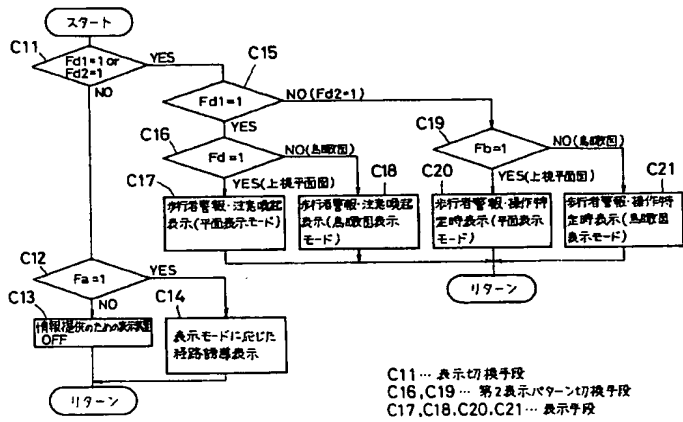 スタート
C11
Fd1=1 or
Fd2=1
YES
NO
C15
Fd1=1
NO(Fd2=1)
YES
C16
Fd=1
NO(鳥瞰図)
YES(上視平面図)
C19
Fb=1
NO(鳥瞰図)
YES(上視平面図)
C17
歩行者警報・注意喚起
表示(平面表示モード)
C18
歩行者警報・注意喚起
表示(鳥瞰図表示
モード)
C20
歩行者警報・操作特
定時表示(平面表示
モード)
C21
歩行者警報・操作特
定時表示(鳥瞰図
表示モード)
リターン
C12
Fa=1
YES
NO
C13
情報提供のための表示画面
OFF
C14
表示モードに応じた
経路誘導表示
リターン
C11… 表示切換手段
C16,C19… 第2表示パターン切換手段
C17,C18,C20,C21… 表示手段